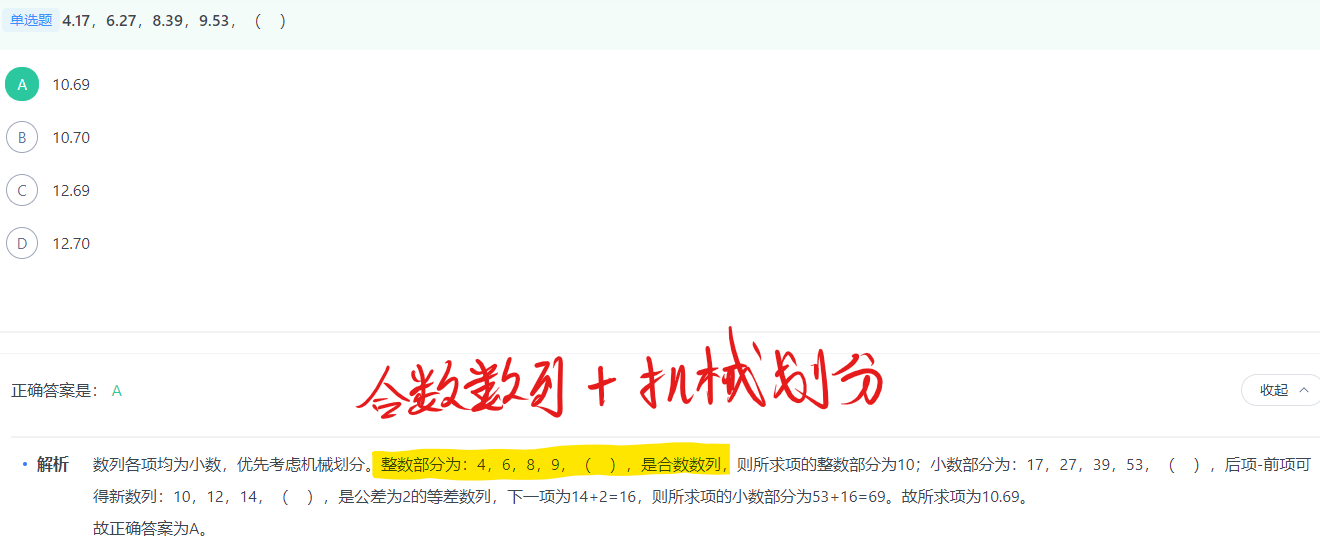 单选题 4.17，6.27，8.39，9.53，（ ）
A 10.69
B 10.70
C 12.69
D 12.70
合数数列＋机械划分
正确答案是： A
收起
• 解析 数列各项均为小数，优先考虑机械划分。整数部分为：4，6，8，9，（ ），是合数数列，则所求项的整数部分为10；小数部分为：17，27，39，53，（ ），后项-前项可
得新数列：10，12，14，（ ），是公差为2的等差数列，下一项为14+2=16，则所求项的小数部分为53+16=69。故所求项为10.69。
故正确答案为A。